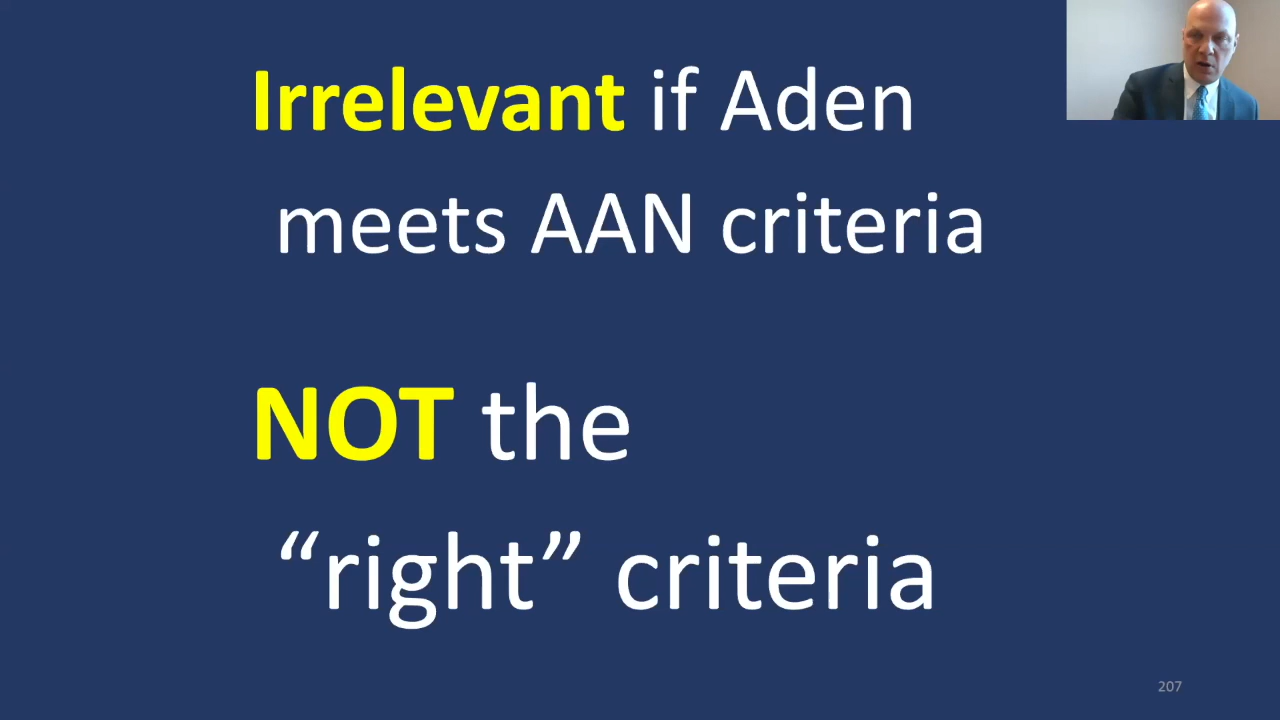 Irrelevant if Aden
meets AAN criteria
NOT the
“right” criteria
207